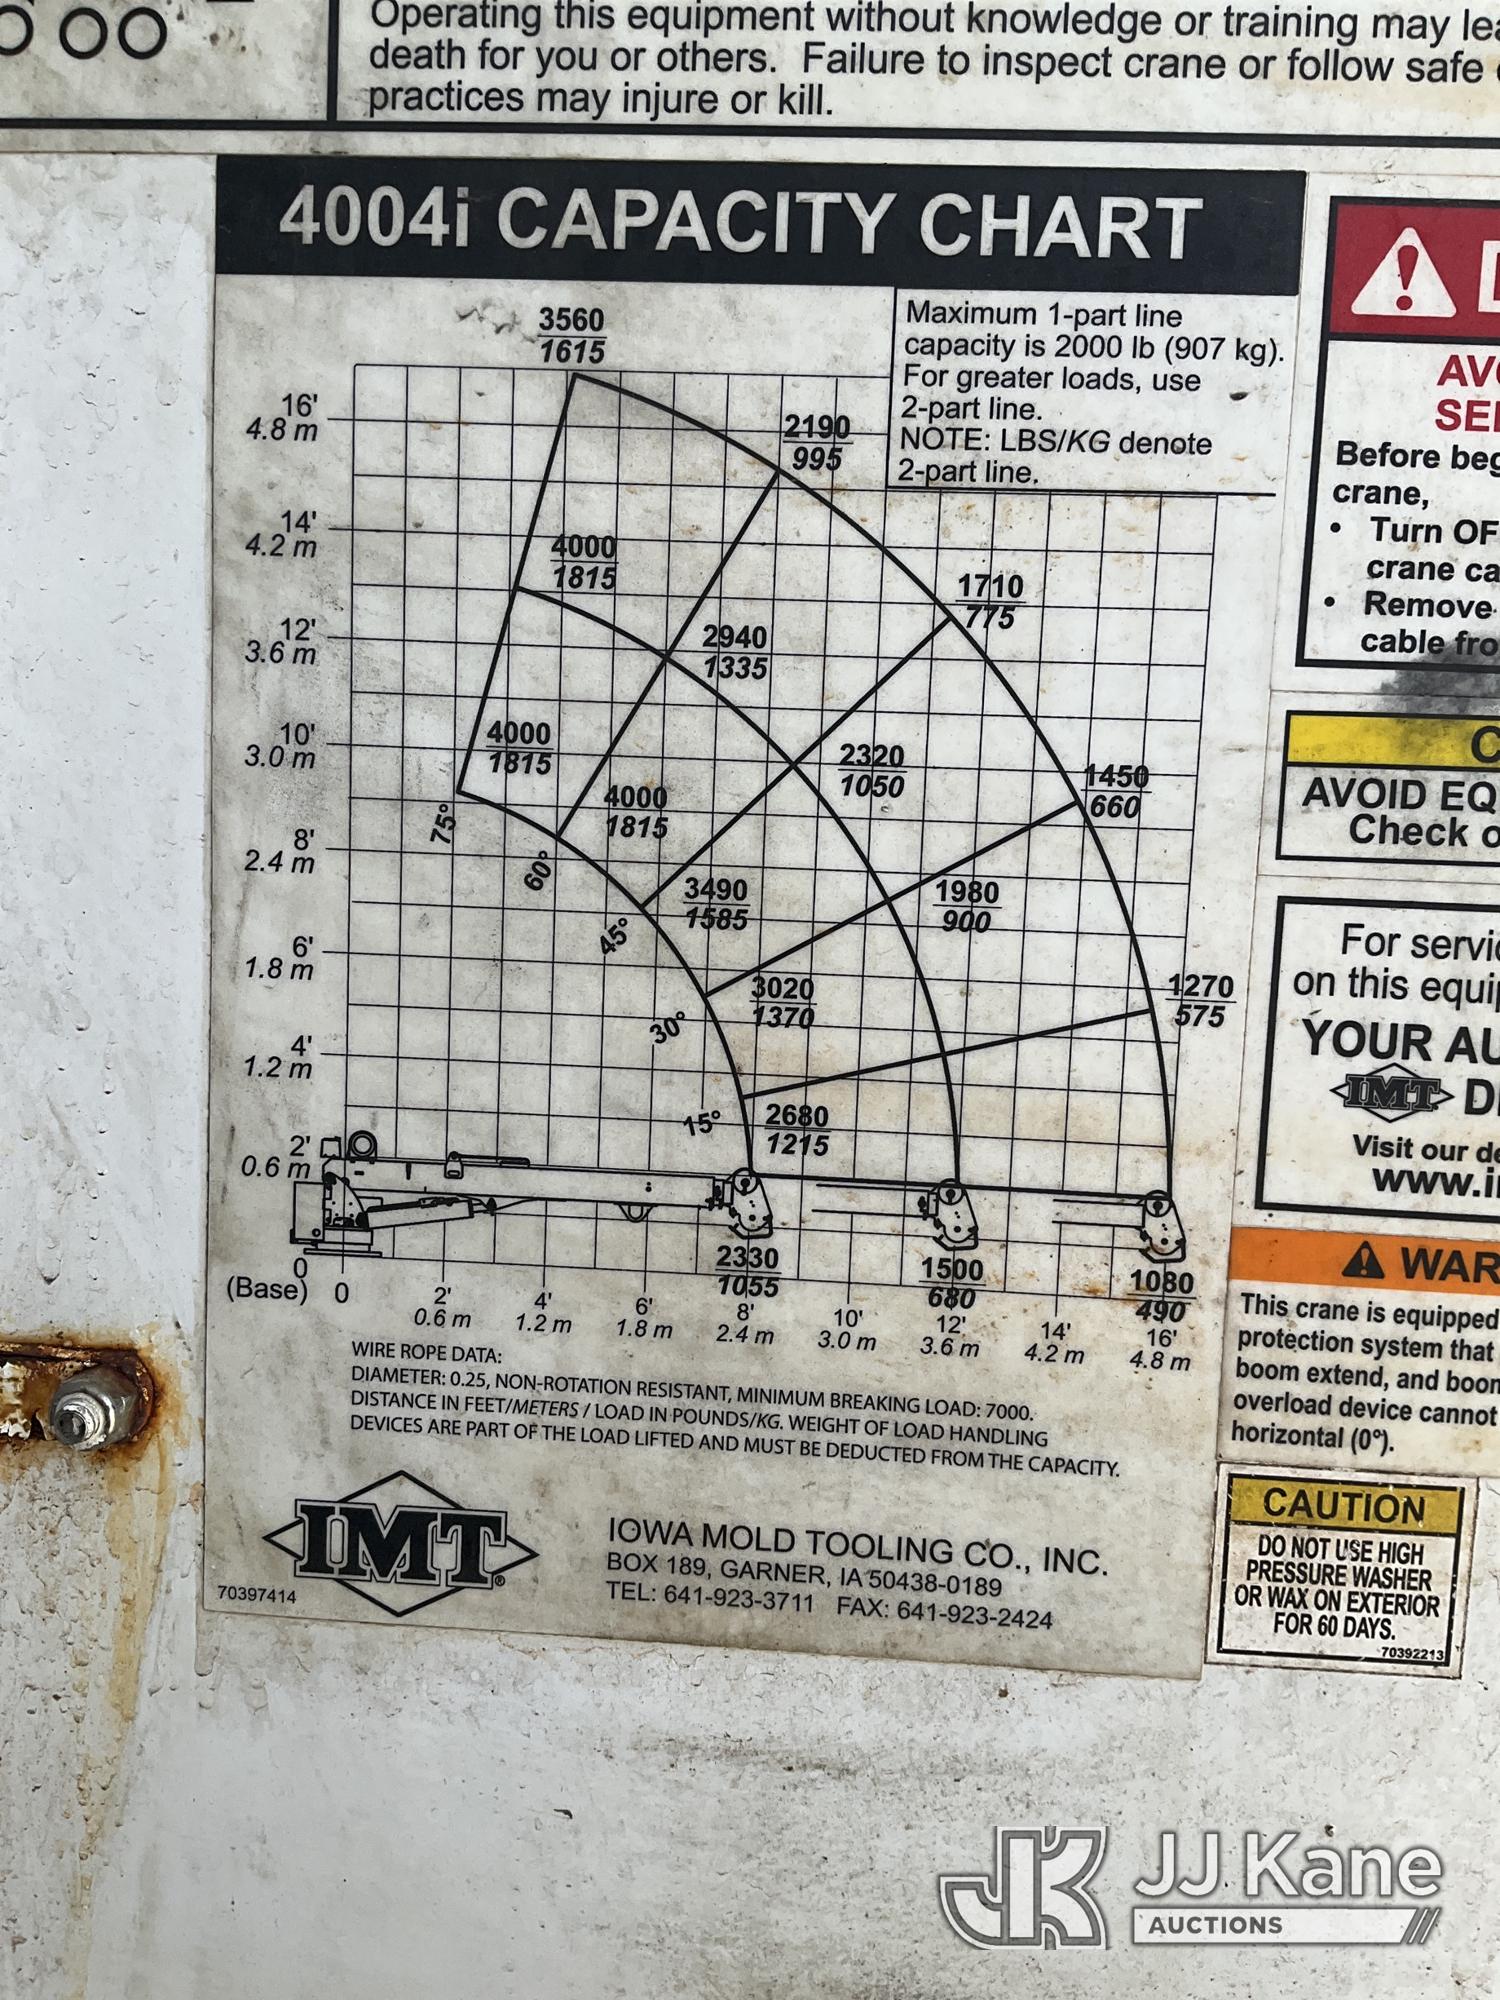 Operating this equipment without knowledge or training may
death for you or others. Failure to inspect crane or follow safe
practices may injure or kill.
4004i CAPACITY CHART
Maximum 1-part line
capacity is 2000 lb (907 kg).
For greater loads, use
2-part line.
NOTE: LBS/KG denote
2-part line.
3560
1615
16'
4.8 m
2190
995
14'
4.2 m
4000
1815
1710
775
12'
3.6 m
2940
1335
10'
3.0 m
4000
1815
2320
1050
1450
660
75°
4000
1815
8'
2.4 m
60°
3490
1585
1980
900
45°
6'
1.8 m
3020
1370
1270
575
30°
4'
1.2 m
15°
2680
1215
2'
0.6 m
2330
1055
1500
680
1080
490
0
(Base)
0
2'
0.6 m
4'
1.2 m
6'
1.8 m
8'
2.4 m
10'
3.0 m
12'
3.6 m
14'
4.2 m
16'
4.8 m
WIRE ROPE DATA:
DIAMETER: 0.25, NON-ROTATION RESISTANT, MINIMUM BREAKING LOAD: 7000.
DISTANCE IN FEET/METERS / LOAD IN POUNDS/KG. WEIGHT OF LOAD HANDLING
DEVICES ARE PART OF THE LOAD LIFTED AND MUST BE DEDUCTED FROM THE CAPACITY.
IMT®
IOWA MOLD TOOLING CO., INC.
BOX 189, GARNER, IA 50438-0189
TEL: 641-923-3711 FAX: 641-923-2424
70397414
Before
crane,
• Turn
crane
• Remove
cable
AVOID
Check
For
on this
YOUR
IMT
Visit our
WAR
This crane is equipped
protection system that
boom extend, and
overload device cannot
horizontal (0°).
CAUTION
DO NOT USE HIGH
PRESSURE WASHER
OR WAX ON EXTERIOR
FOR 60 DAYS.
70392213
JK
JJ Kane
AUCTIONS